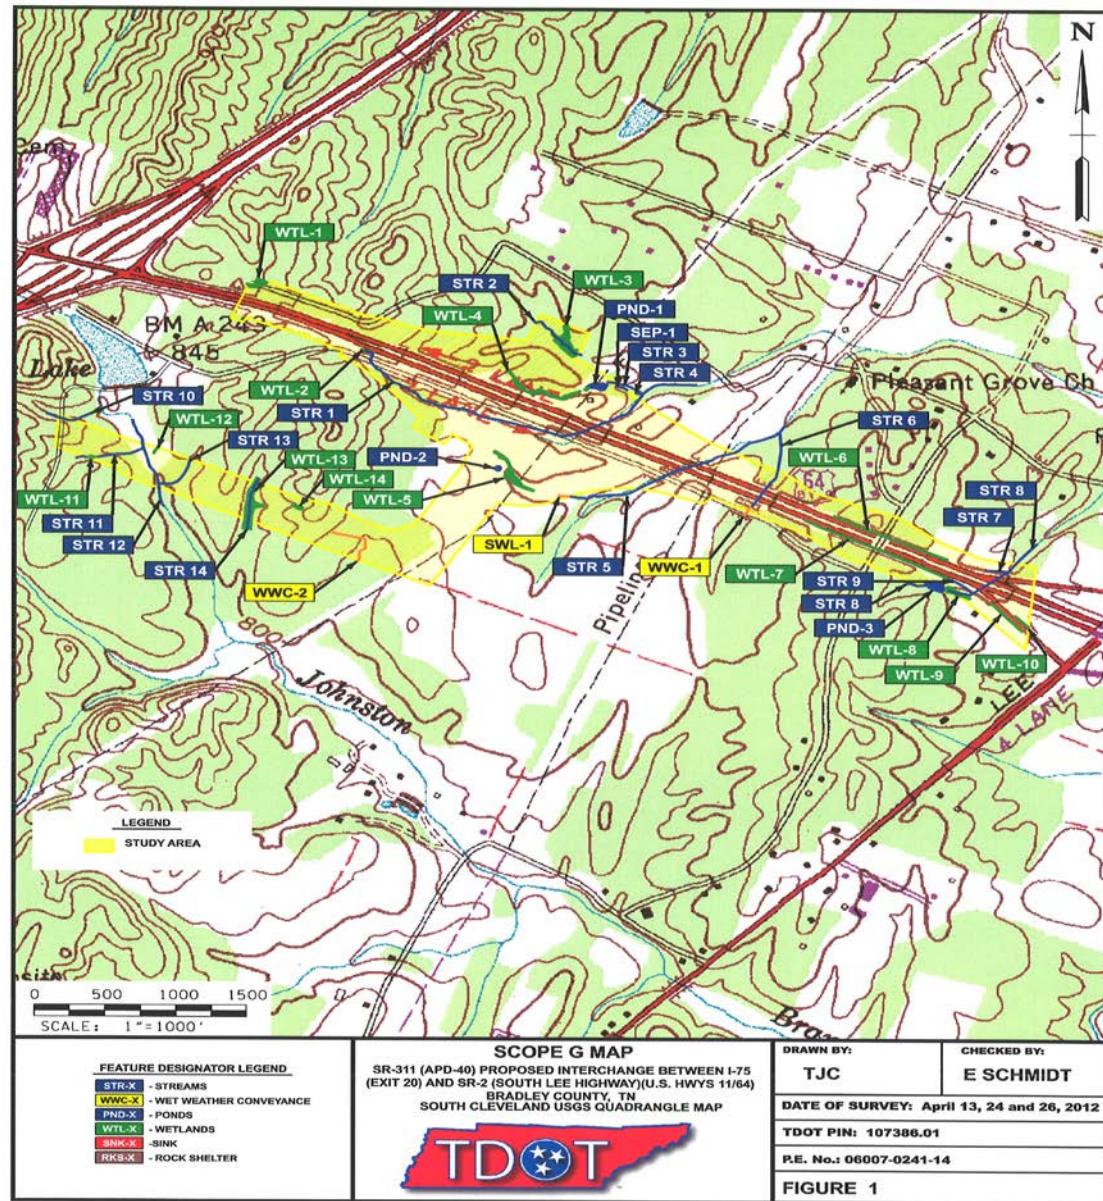 N
Cem
WTL-1
STR 2
WTL-3
WTL-4
PND-1
SEP-1
STR 3
STR 4
BM A 243
845
Lake
Pleasant Grove Ch
WTL-2
STR 1
STR 10
WTL-12
STR 13
WTL-13
WTL-14
PND-2
WTL-5
STR 6
WTL-6
64
WTL-11
STR 11
STR 12
STR 14
WWC-2
SWL-1
STR 5
WWC-1
WTL-7
STR 8
STR 7
STR 9
STR 8
PND-3
WTL-8
WTL-9
WTL-10
800
Johnston
LEE
4 LANE
LEGEND
STUDY AREA
0 500 1000 1500
SCALE: 1"=1000'
FEATURE DESIGNATOR LEGEND
STR-X - STREAMS
WWC-X - WET WEATHER CONVEYANCE
PND-X - PONDS
WTL-X - WETLANDS
SNK-X -SINK
RKS-X - ROCK SHELTER
SCOPE G MAP
SR-311 (APD-40) PROPOSED INTERCHANGE BETWEEN I-75
(EXIT 20) AND SR-2 (SOUTH LEE HIGHWAY)(U.S. HWYS 11/64)
BRADLEY COUNTY, TN
SOUTH CLEVELAND USGS QUADRANGLE MAP
TDOT
DRAWN BY:
TJC
CHECKED BY:
E SCHMIDT
DATE OF SURVEY: April 13, 24 and 26, 2012
TDOT PIN: 107386.01
P.E. No.: 06007-0241-14
FIGURE 1